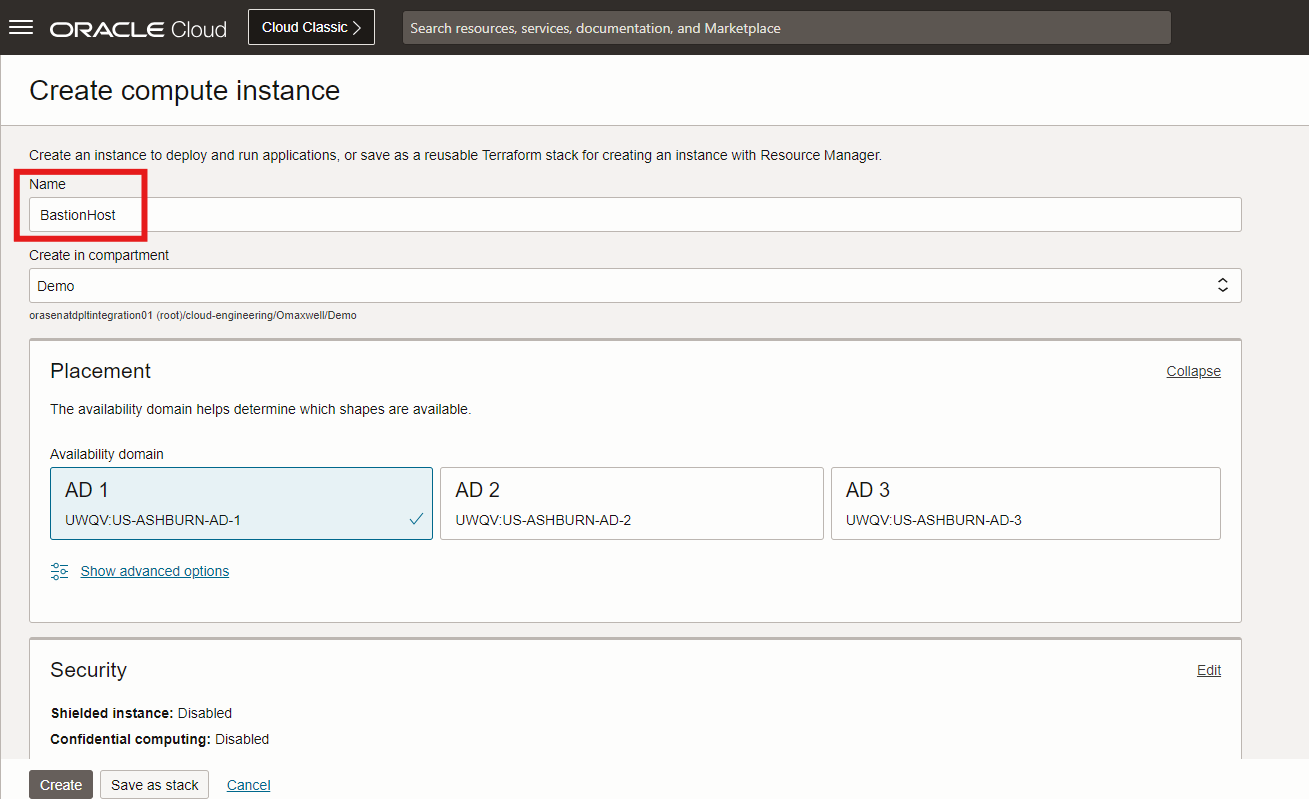 ORACLE Cloud
Cloud Classic
Search resources, services, documentation, and Marketplace
Create compute instance
Create an instance to deploy and run applications, or save as a reusable Terraform stack for creating an instance with Resource Manager.
Name
BastionHost
Create in compartment
Demo
orasenatdpltintegration01 (root)/cloud-engineering/Omaxwell/Demo
Placement
Collapse
The availability domain helps determine which shapes are available.
Availability domain
AD 1
UWQV:US-ASHBURN-AD-1
AD 2
UWQV:US-ASHBURN-AD-2
AD 3
UWQV:US-ASHBURN-AD-3
Show advanced options
Security
Edit
Shielded instance: Disabled
Confidential computing: Disabled
Create
Save as stack
Cancel